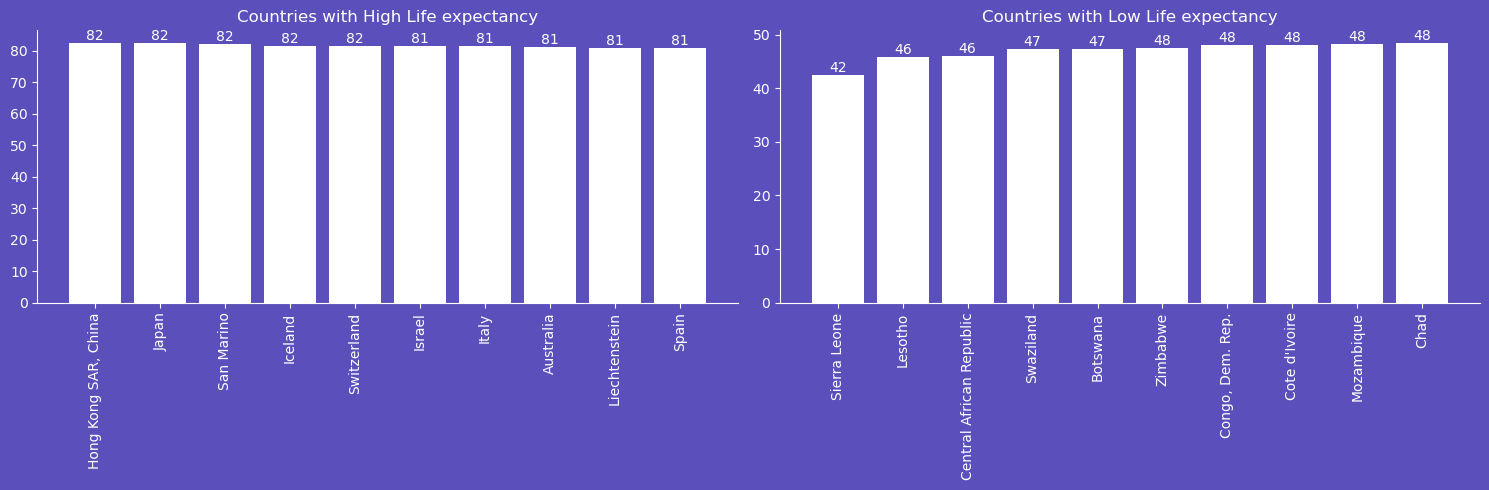 Countries with High Life expectancy
82 82 82 82 82 81 81 81 81 81
80
70
60
50
40
30
20
10
0
Hong Kong SAR, China
Japan
San Marino
Iceland
Switzerland
Israel
Italy
Australia
Liechtenstein
Spain
Countries with Low Life expectancy
42 46 46 47 47 48 48 48 48 48
50
40
30
20
10
0
Sierra Leone
Lesotho
Central African Republic
Swaziland
Botswana
Zimbabwe
Congo, Dem. Rep.
Cote d'Ivoire
Mozambique
Chad